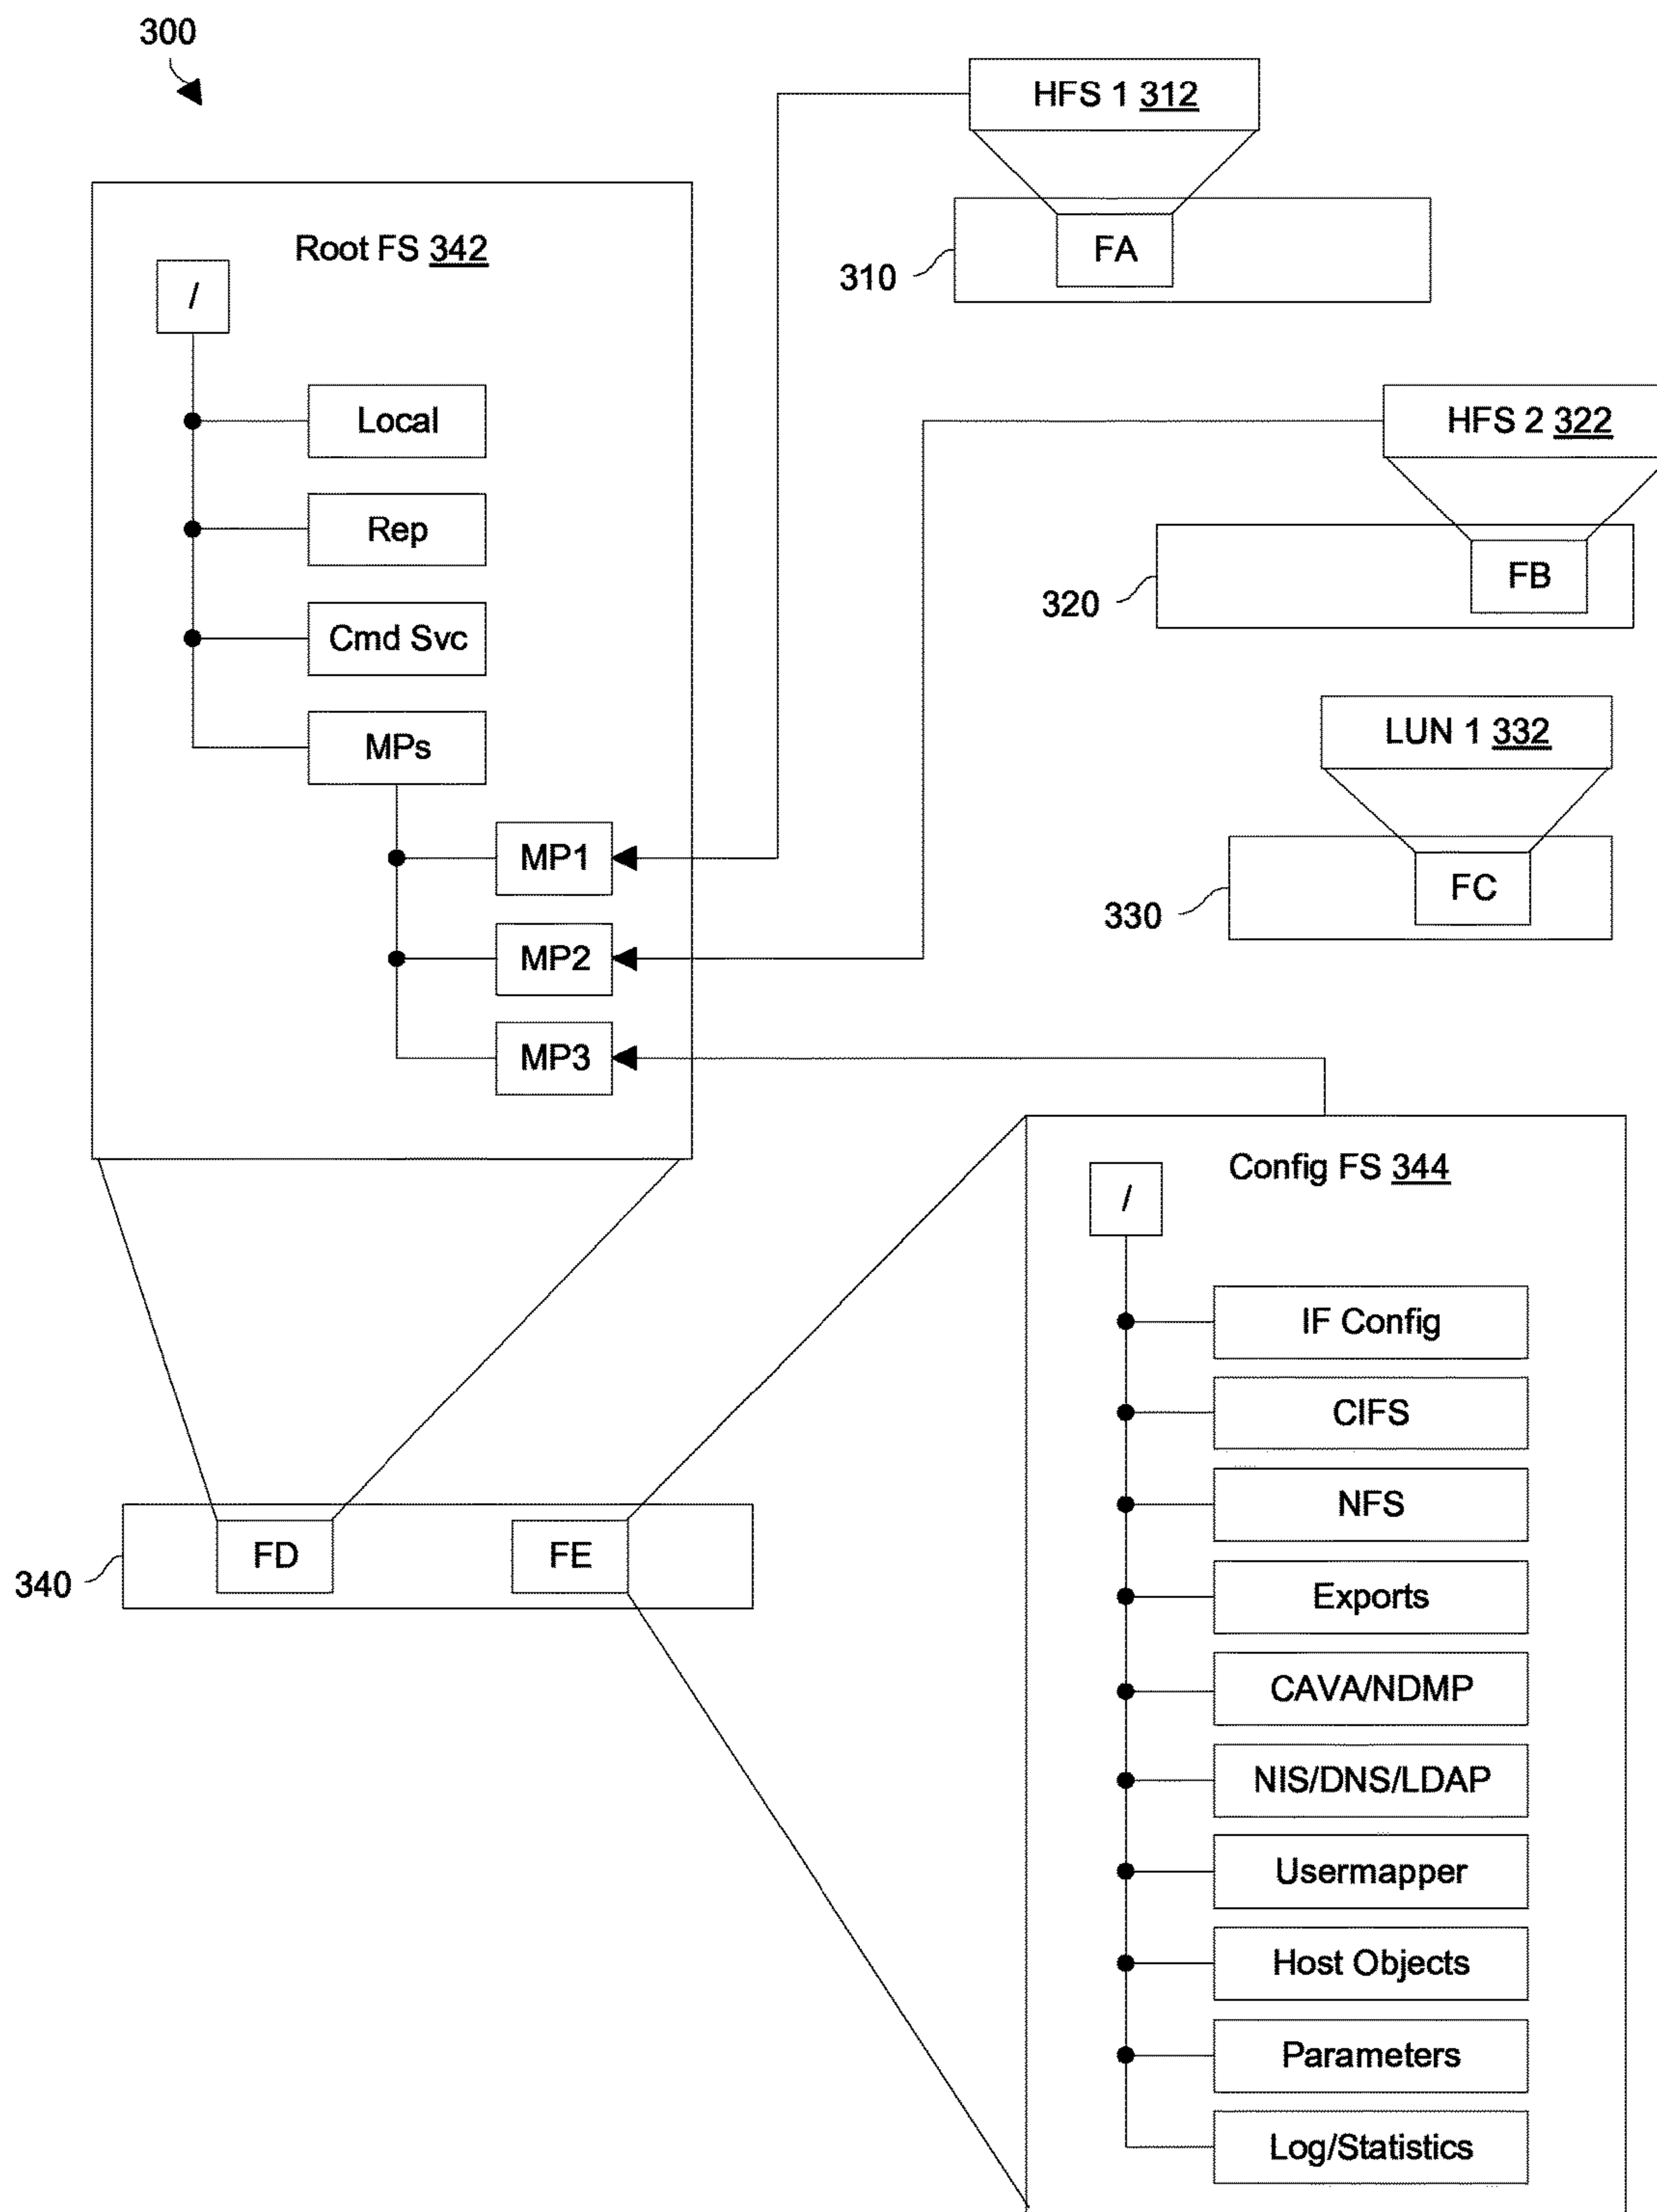 300
HFS 1 312
FA
310
Root FS 342
/
Local
Rep
Cmd Svc
MPs
MP1
MP2
MP3
HFS 2 322
FB
320
LUN 1 332
FC
330
FD
FE
340
Config FS 344
/
IF Config
CIFS
NFS
Exports
CAVA/NDMP
NIS/DNS/LDAP
Usermapper
Host Objects
Parameters
Log/Statistics